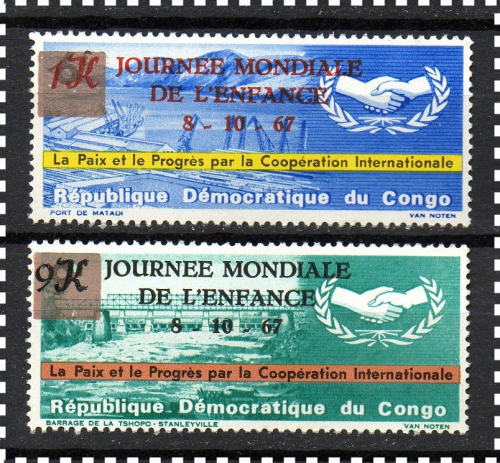 1K JOURNEE MONDIALE
DE L'ENFANCE
8 - 10 - 67
La Paix et le Progrès par la Coopération Internationale
République Démocratique du Congo
PORT DE MATADI VAN NOTEN
9K JOURNEE MONDIALE
DE L'ENFANCE
8 - 10 - 67
La Paix et le Progrès par la Coopération Internationale
République Démocratique du Congo
BARRAGE DE LA TSHOPO - STANLEYVILLE VAN NOTEN